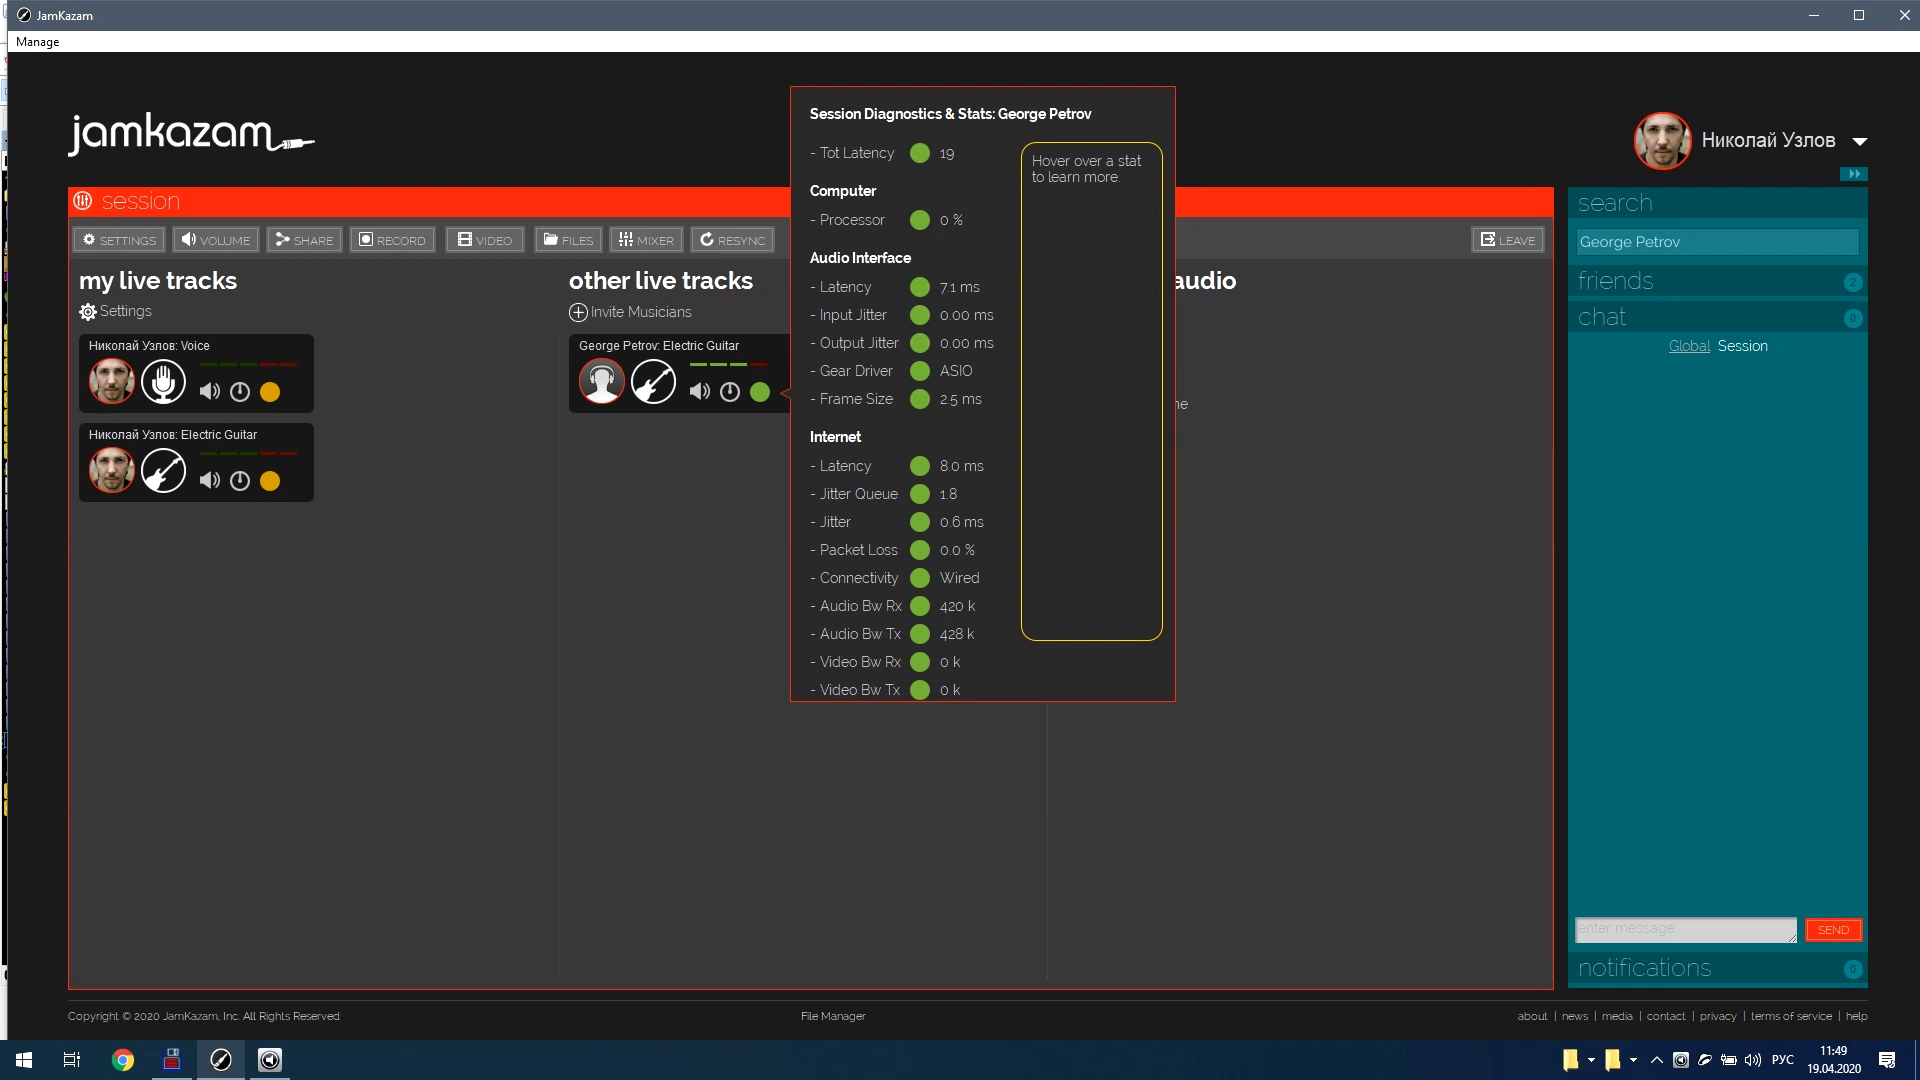 JamKazam
Manage
jamkazam
Николай Узлов
session
SETTINGS
VOLUME
SHARE
RECORD
VIDEO
FILES
MIXER
RESYNC
LEAVE
my live tracks
Settings
Николай Узлов: Voice
Николай Узлов: Electric Guitar
other live tracks
Invite Musicians
George Petrov: Electric Guitar
audio
Session Diagnostics & Stats: George Petrov
- Tot Latency 19
Computer
- Processor 0 %
Audio Interface
- Latency 7.1 ms
- Input Jitter 0.00 ms
- Output Jitter 0.00 ms
- Gear Driver ASIO
- Frame Size 2.5 ms
Internet
- Latency 8.0 ms
- Jitter Queue 1.8
- Jitter 0.6 ms
- Packet Loss 0.0 %
- Connectivity Wired
- Audio Bw Rx 420 k
- Audio Bw Tx 428 k
- Video Bw Rx 0 k
- Video Bw Tx 0 k
Hover over a stat
to learn more.
search
George Petrov
friends 2
chat 0
Global Session
enter message
SEND
notifications 0
Copyright © 2020 JamKazam, Inc. All Rights Reserved
File Manager
about | news | media | contact | privacy | terms of service | help
РУС
11:49
19.04.2020